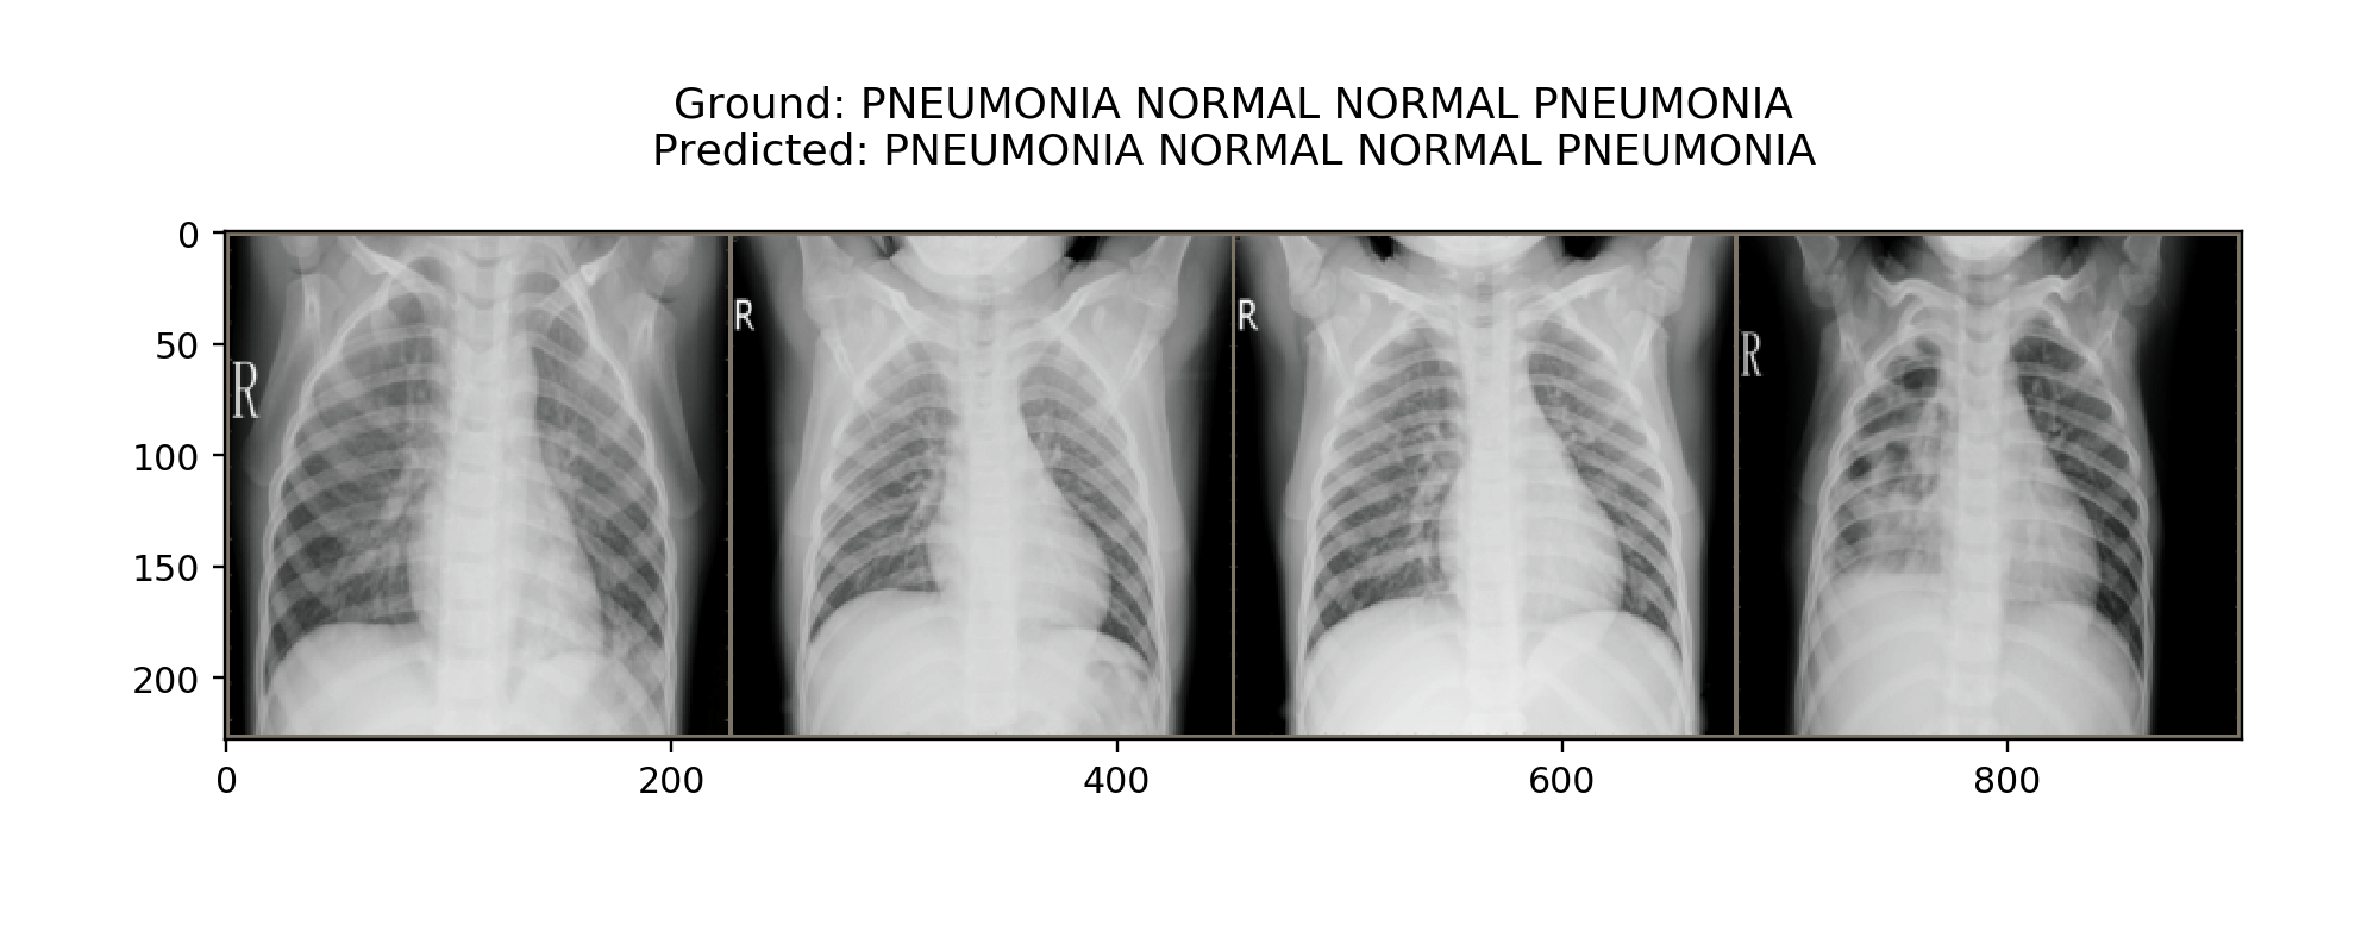 Ground: PNEUMONIA NORMAL NORMAL PNEUMONIA
Predicted: PNEUMONIA NORMAL NORMAL PNEUMONIA
0
50
100
150
200
R
R
R
R
0 200 400 600 800